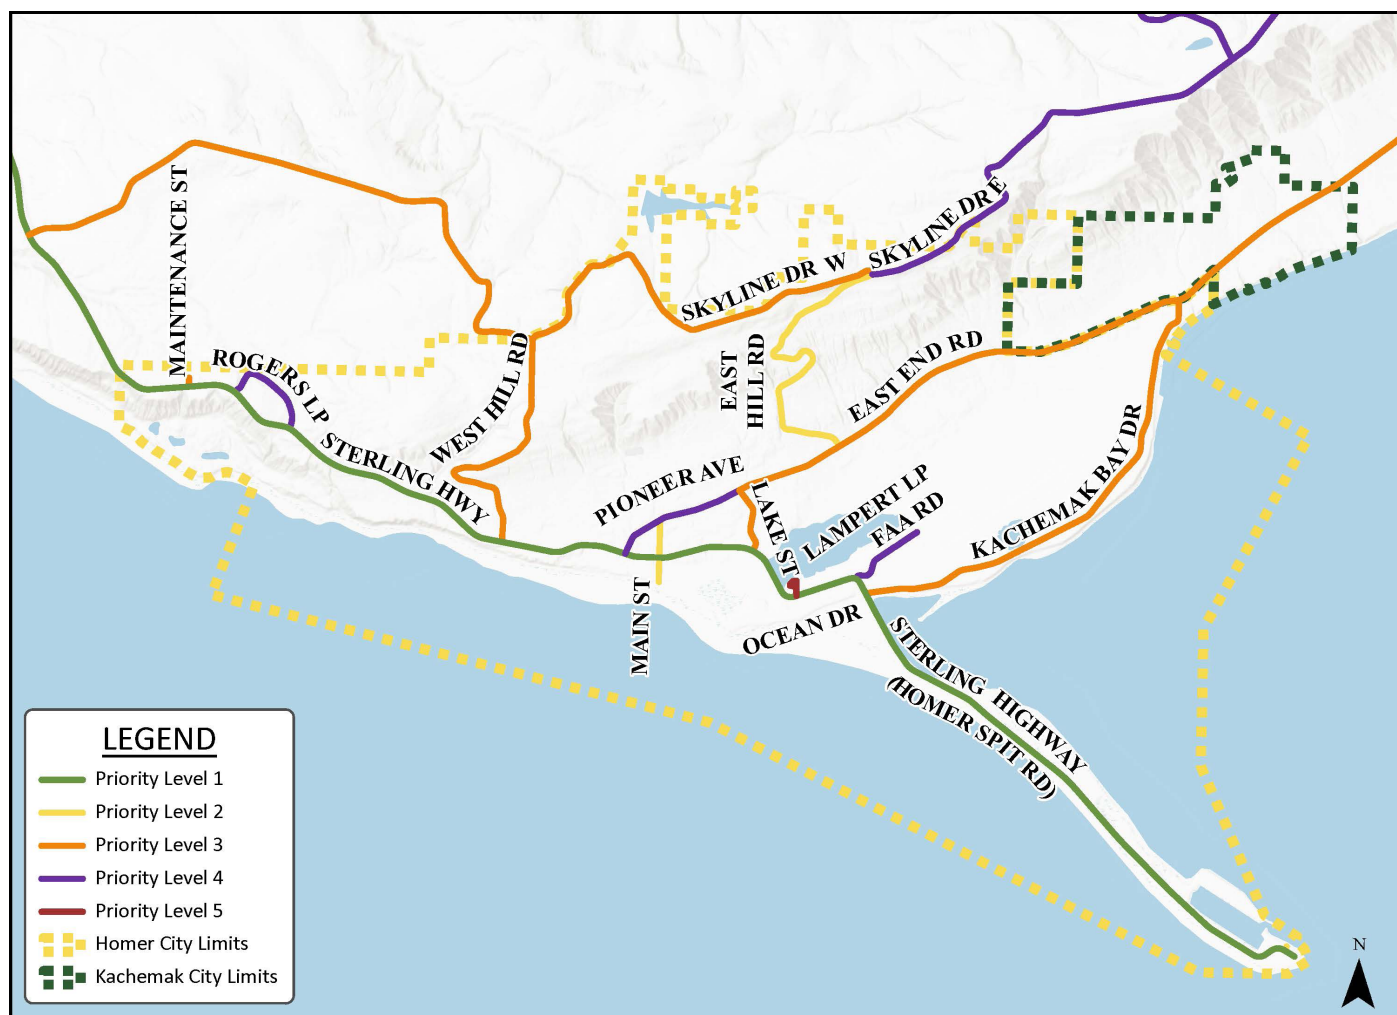 MAINTENANCE ST
ROGERS LP
STERLING HWY
WEST HILL RD
SKYLINE DR W
SKYLINE DR E
EAST
HILL RD
EAST END RD
PIONEER AVE
LAKE ST
LAMPERT LP
FAA RD
KACHEMAK BAY DR
MAIN ST
OCEAN DR
STERLING HIGHWAY
(HOMER SPIT RD)
LEGEND
Priority Level 1
Priority Level 2
Priority Level 3
Priority Level 4
Priority Level 5
Homer City Limits
Kachemak City Limits
N